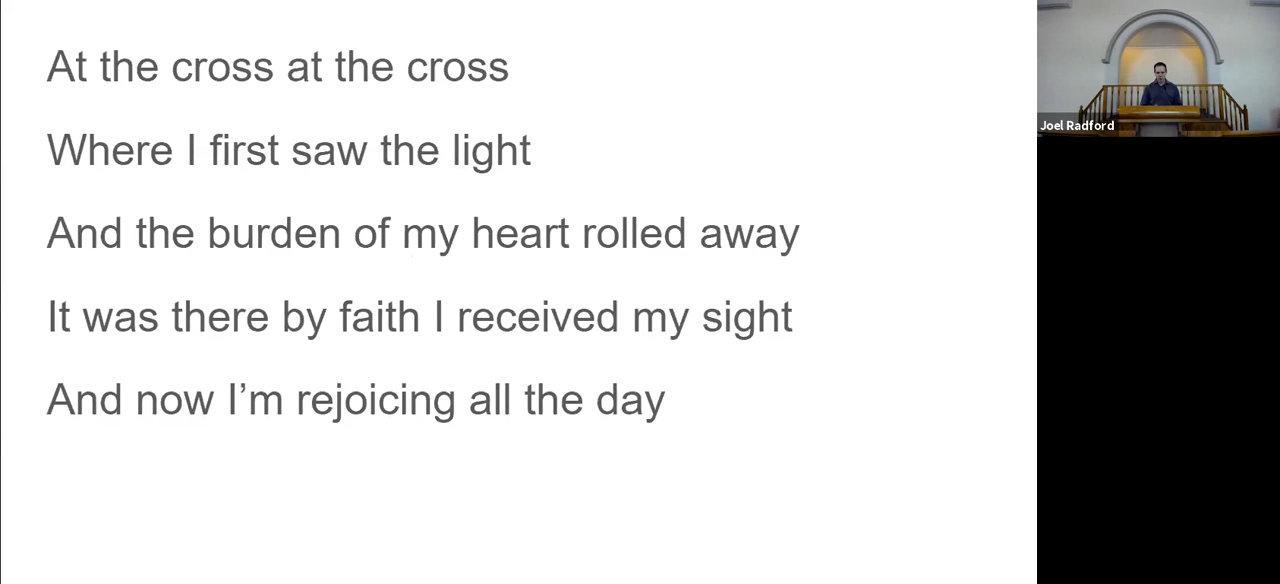 At the cross at the cross
Where I first saw the light
And the burden of my heart rolled away
It was there by faith I received my sight
And now I’m rejoicing all the day
Joel Radford